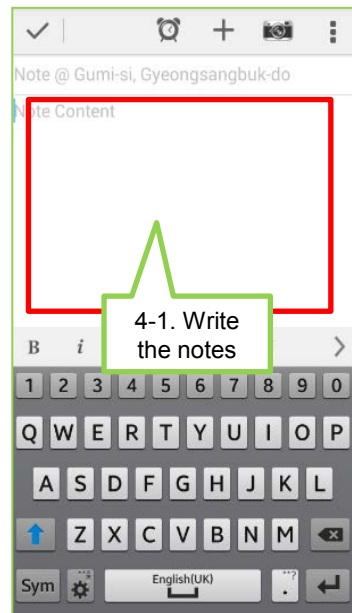 Note @ Gumi-si, Gyeongsangbuk-do
Note Content
4-1. Write
the notes
B i
1 2 3 4 5 6 7 8 9 0
Q W E R T Y U I O P
A S D F G H J K L
Z X C V B N M
Sym English(UK) . ..?